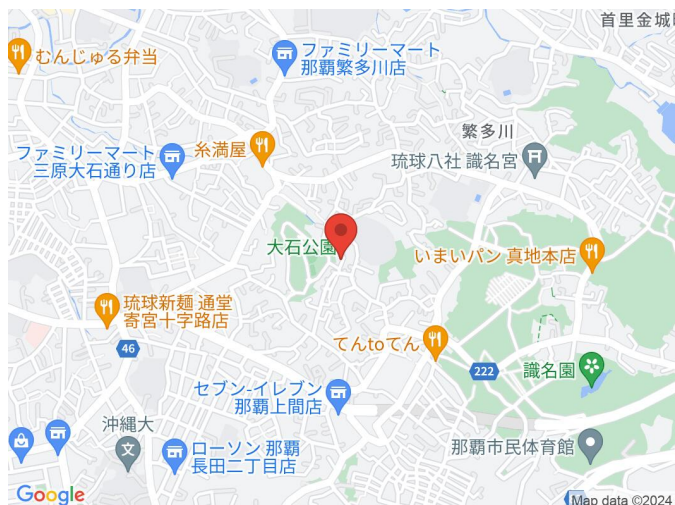 首里金城町
むんじゅる弁当
ファミリーマート
那覇繁多川店
繁多川
ファミリーマート
三原大石通り店
糸満屋
琉球八社 識名宮
大石公園
いまいパン 真地本店
琉球新麺 通堂
寄宮十字路店
46
てんtoてん
222
識名園
セブン-イレブン
那覇上間店
沖縄大
文
ローソン 那覇
長田二丁目店
那覇市民体育館
Google
Map data ©2024